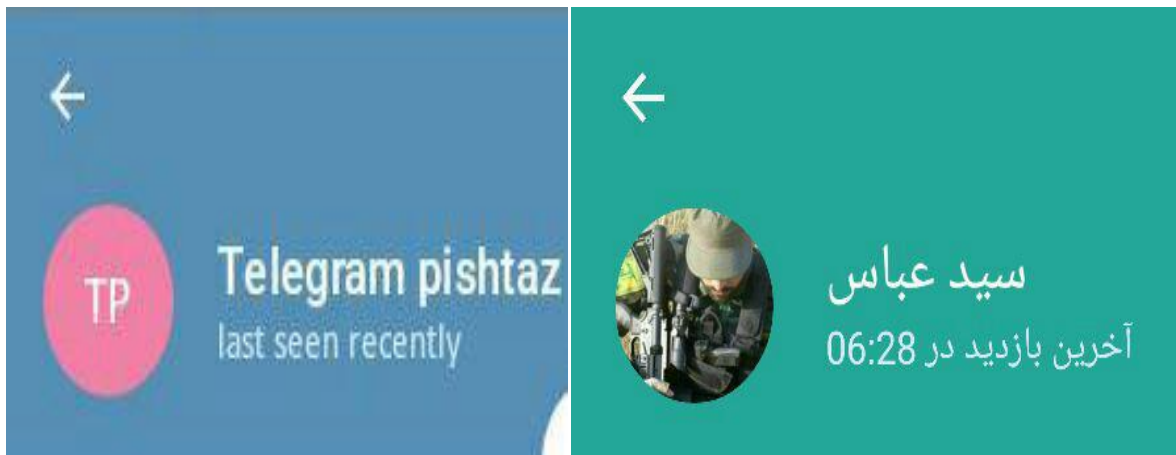 TP
Telegram pishtaz
last seen recently
سید عباس
آخرین بازدید در 06:28